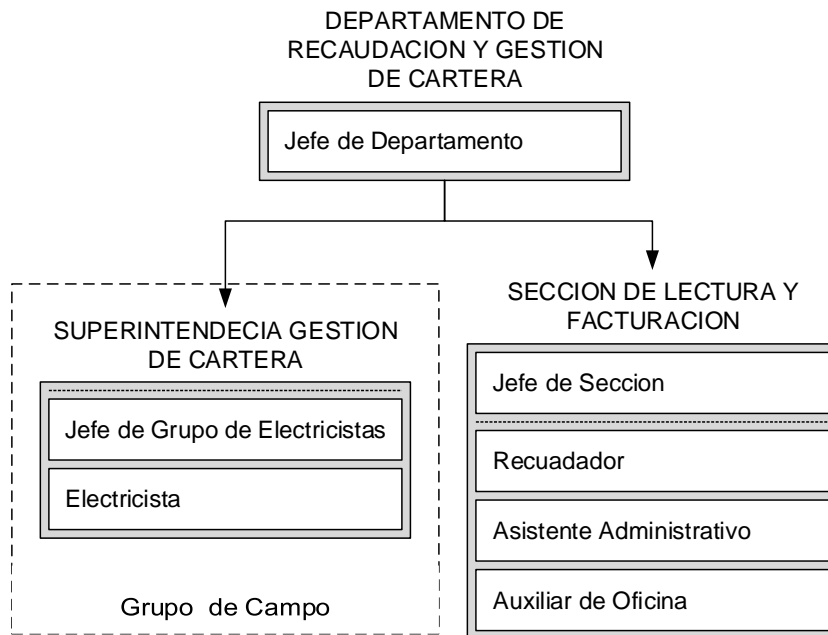 DEPARTAMENTO DE
RECAUDACION Y GESTION
DE CARTERA
Jefe de Departamento
SUPERINTENDECIA GESTION
DE CARTERA
Jefe de Grupo de Electricistas
Electricista
Grupo de Campo
SECCION DE LECTURA Y
FACTURACION
Jefe de Seccion
Recuadador
Asistente Administrativo
Auxiliar de Oficina